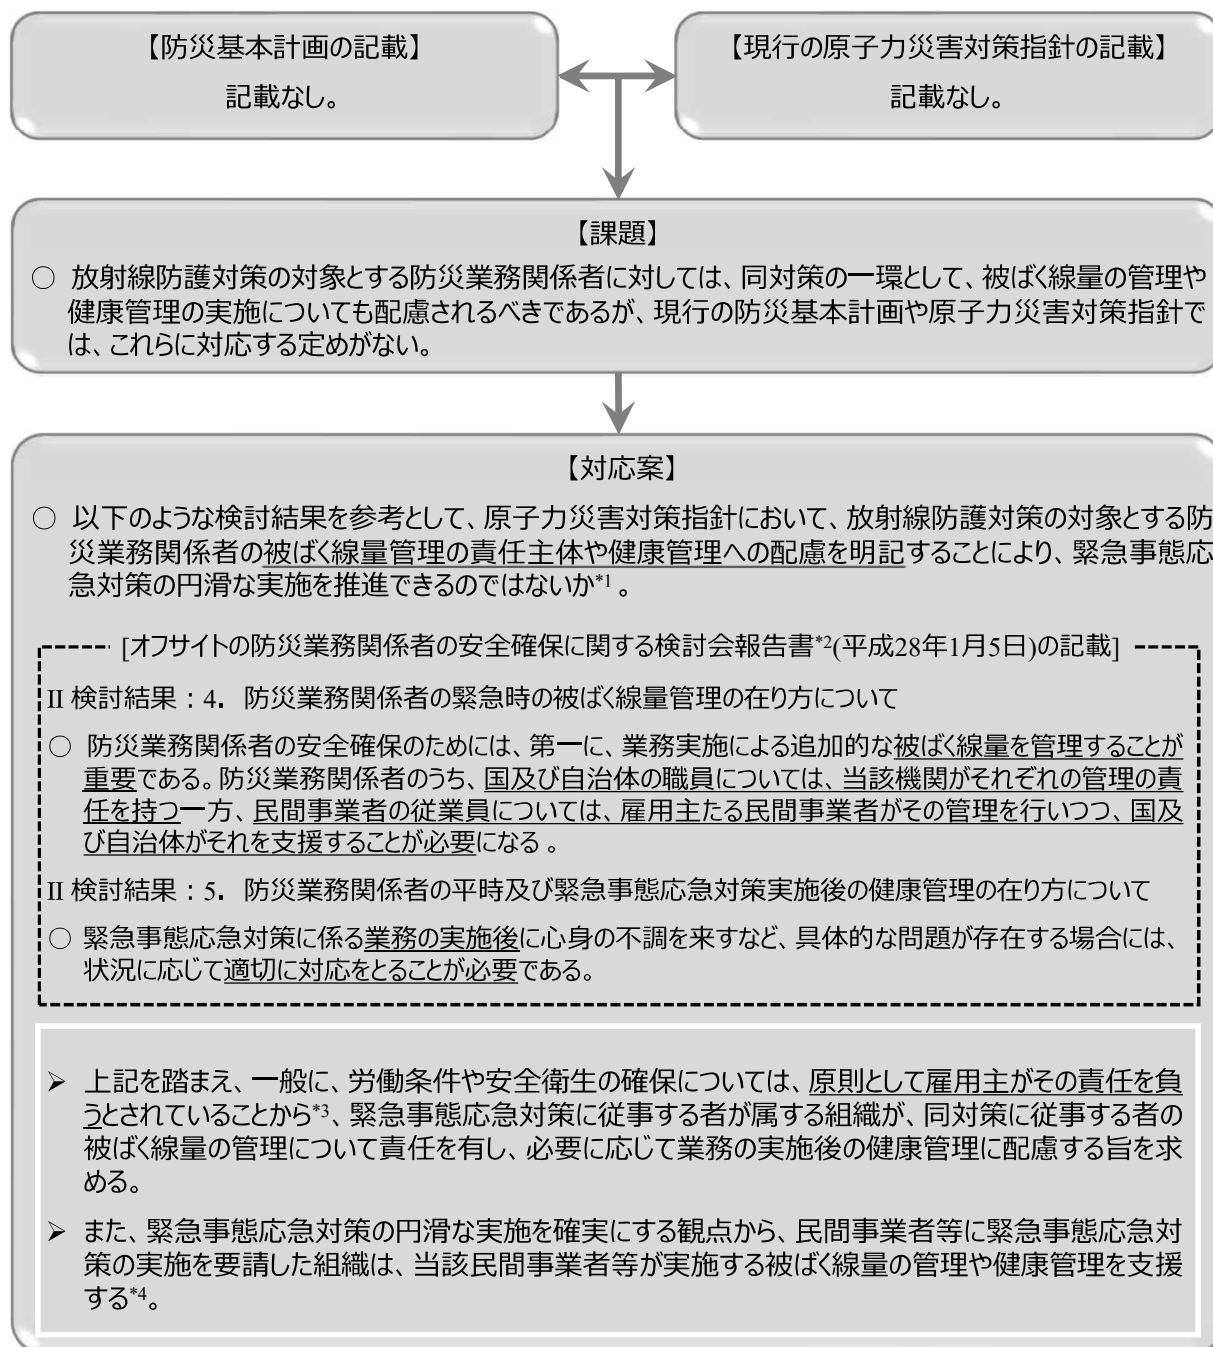 【防災基本計画の記載】
記載なし。
【現行の原子力災害対策指針の記載】
記載なし。
【課題】
○ 放射線防護対策の対象とする防災業務関係者に対しては、同対策の一環として、被ばく線量の管理や
健康管理の実施についても配慮されるべきであるが、現行の防災基本計画や原子力災害対策指針で
は、これらに対応する定めがない。
【対応案】
○ 以下のような検討結果を参考として、原子力災害対策指針において、放射線防護対策の対象とする防
災業務関係者の被ばく線量管理の責任主体や健康管理への配慮を明記することにより、緊急事態応
急対策の円滑な実施を推進できるのではないか*1 。
[オフサイトの防災業務関係者の安全確保に関する検討会報告書*2(平成28年1月5日)の記載]
II 検討結果：4． 防災業務関係者の緊急時の被ばく線量管理の在り方について
○ 防災業務関係者の安全確保のためには、第一に、業務実施による追加的な被ばく線量を管理することが
重要である。防災業務関係者のうち、国及び自治体の職員については、当該機関がそれぞれの管理の責
任を持つ一方、民間事業者の従業員については、雇用主たる民間事業者がその管理を行いつつ、国及
び自治体がそれを支援することが必要になる 。
II 検討結果：5． 防災業務関係者の平時及び緊急事態応急対策実施後の健康管理の在り方について
○ 緊急事態応急対策に係る業務の実施後に心身の不調を来すなど、具体的な問題が存在する場合には、
状況に応じて適切に対応をとることが必要である。
➢ 上記を踏まえ、一般に、労働条件や安全衛生の確保については、原則として雇用主がその責任を負
うとされていることから*3、緊急事態応急対策に従事する者が属する組織が、同対策に従事する者の
被ばく線量の管理について責任を有し、必要に応じて業務の実施後の健康管理に配慮する旨を求
める。
➢ また、緊急事態応急対策の円滑な実施を確実にする観点から、民間事業者等に緊急事態応急対
策の実施を要請した組織は、当該民間事業者等が実施する被ばく線量の管理や健康管理を支援
する*4。